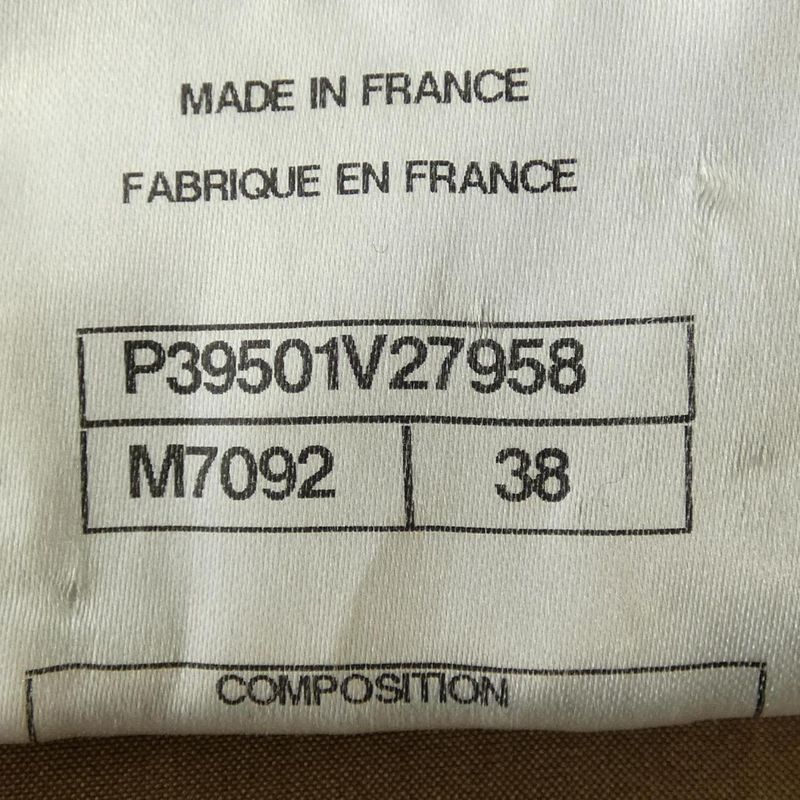 MADE IN FRANCE
FABRIQUE EN FRANCE
P39501V27958
M7092 38
COMPOSITION